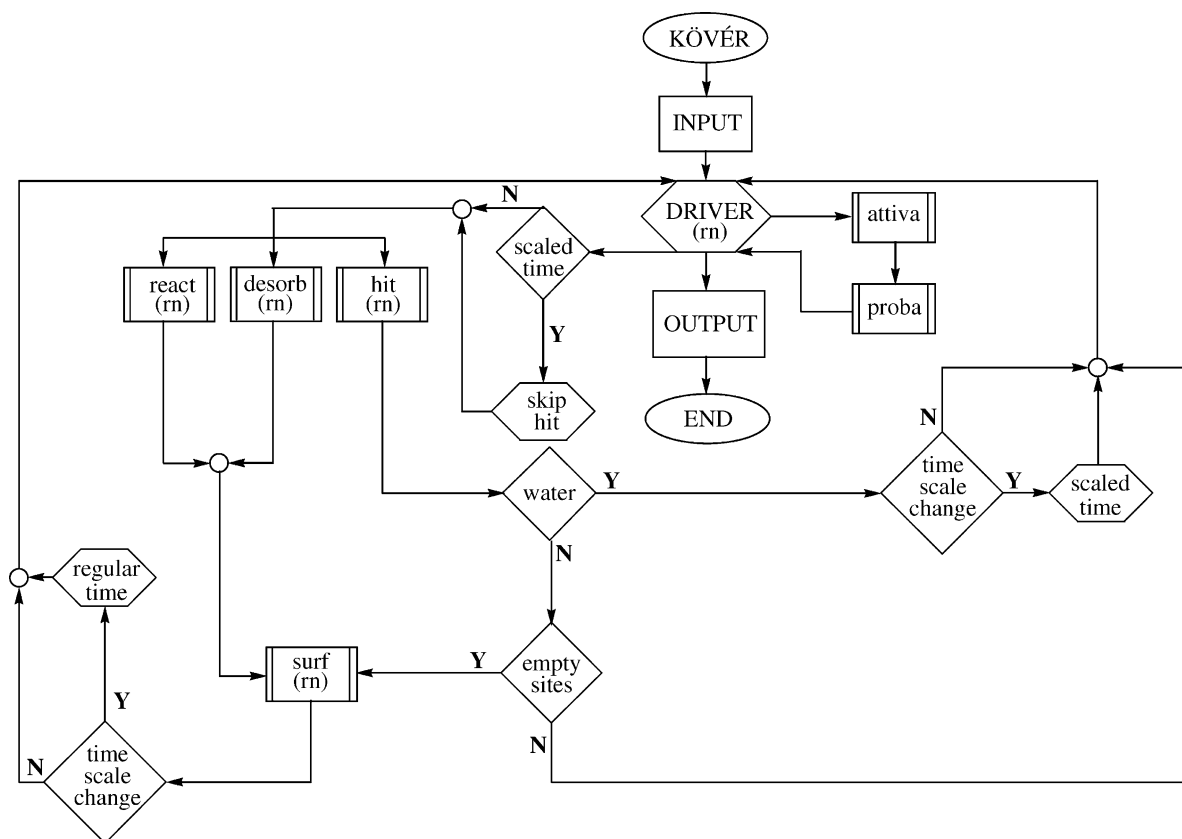 KÖVÉR
INPUT
DRIVER
(rn)
attiva
proba
N
scaled
time
Y
skip
hit
react
(rn)
desorb
(rn)
hit
(rn)
OUTPUT
END
water
Y
N
time
scale
change
N
Y
scaled
time
regular
time
surf
(rn)
Y
empty
sites
N
time
scale
change
Y
N